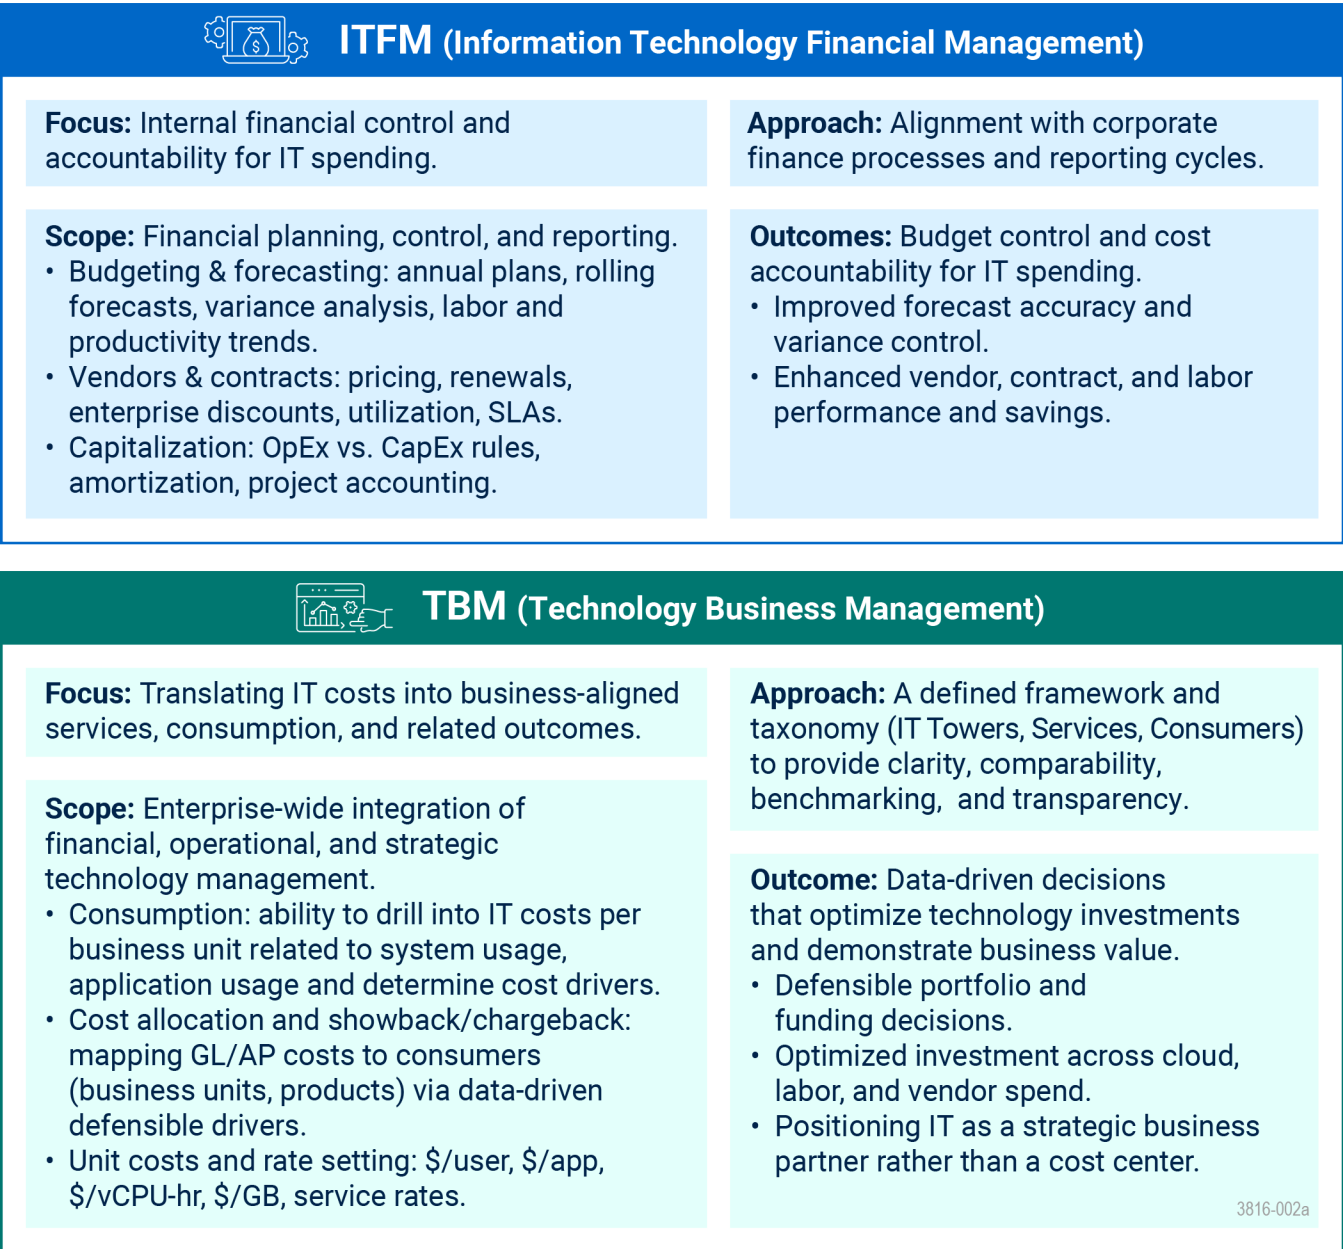 ITFM (Information Technology Financial Management)
Focus: Internal financial control and
accountability for IT spending.
Approach: Alignment with corporate
finance processes and reporting cycles.
Scope: Financial planning, control, and reporting.
• Budgeting & forecasting: annual plans, rolling
forecasts, variance analysis, labor and
productivity trends.
• Vendors & contracts: pricing, renewals,
enterprise discounts, utilization, SLAs.
• Capitalization: OpEx vs. CapEx rules,
amortization, project accounting.
Outcomes: Budget control and cost
accountability for IT spending.
• Improved forecast accuracy and
variance control.
• Enhanced vendor, contract, and labor
performance and savings.
TBM (Technology Business Management)
Focus: Translating IT costs into business-aligned
services, consumption, and related outcomes.
Scope: Enterprise-wide integration of
financial, operational, and strategic
technology management.
• Consumption: ability to drill into IT costs per
business unit related to system usage,
application usage and determine cost drivers.
• Cost allocation and showback/chargeback:
mapping GL/AP costs to consumers
(business units, products) via data-driven
defensible drivers.
• Unit costs and rate setting: $/user, $/app,
$/vCPU-hr, $/GB, service rates.
Approach: A defined framework and
taxonomy (IT Towers, Services, Consumers)
to provide clarity, comparability,
benchmarking,  and transparency.
Outcome: Data-driven decisions
that optimize technology investments
and demonstrate business value.
• Defensible portfolio and
funding decisions.
• Optimized investment across cloud,
labor, and vendor spend.
• Positioning IT as a strategic business
partner rather than a cost center.
3816-002a